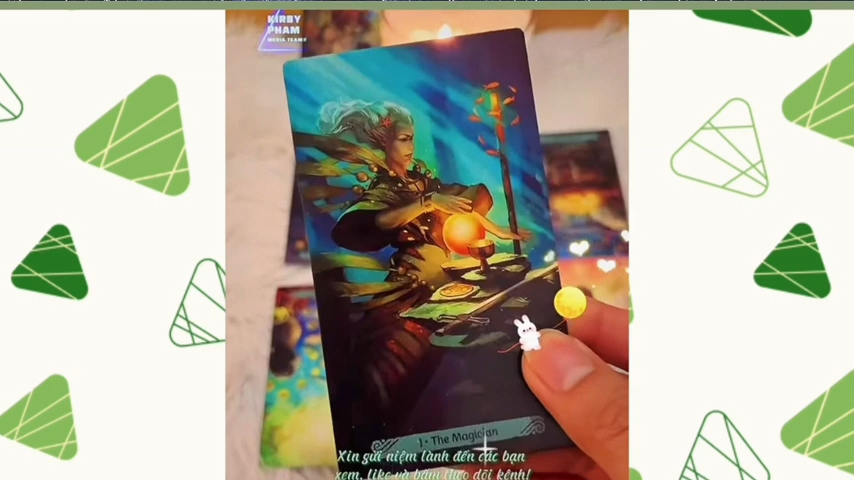 KIRBY
PHAM
MEDIA TEAM
1 · The Magician
Xin gửi niệm lành đến các bạn
xem, like và bấm theo dõi kênh!